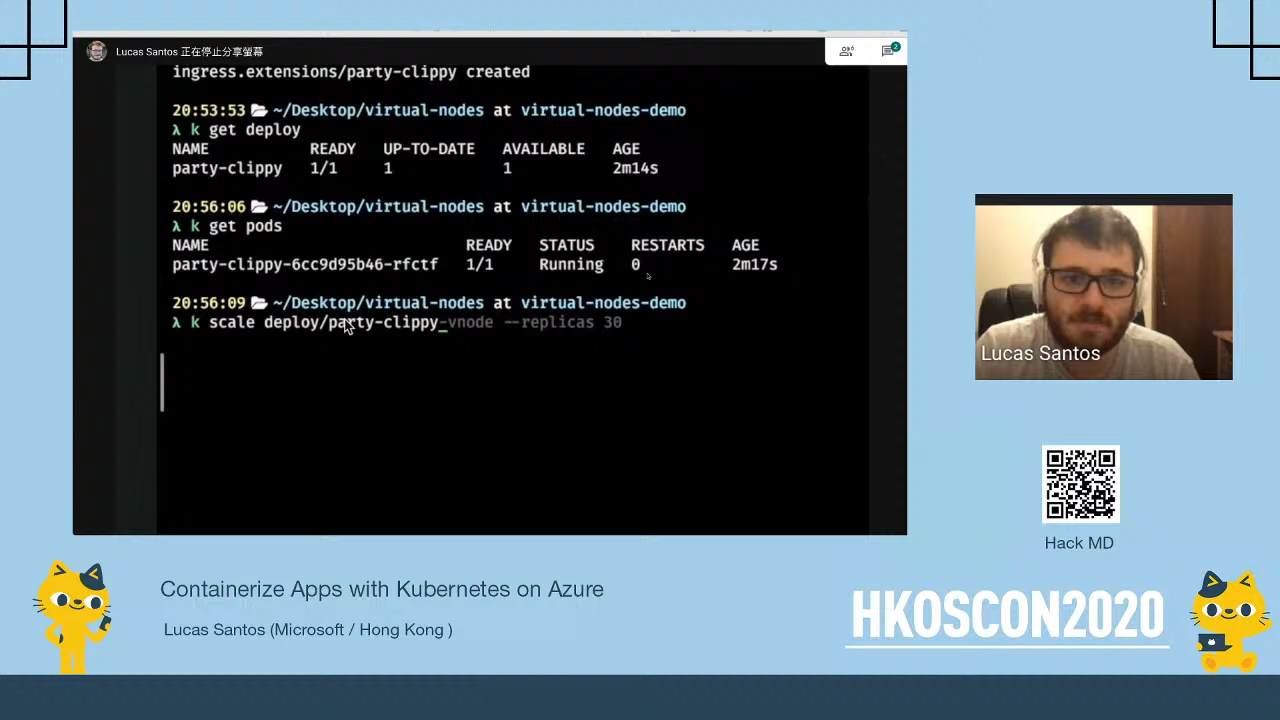 Lucas Santos 正在停止分享螢幕
2
ingress.extensions/party-clippy created
20:53:53 ~/Desktop/virtual-nodes at virtual-nodes-demo
λ k get deploy
NAME READY UP-TO-DATE AVAILABLE AGE
party-clippy 1/1 1 1 2m14s
20:56:06 ~/Desktop/virtual-nodes at virtual-nodes-demo
λ k get pods
NAME READY STATUS RESTARTS AGE
party-clippy-6cc9d95b46-rfctf 1/1 Running 0 2m17s
20:56:09 ~/Desktop/virtual-nodes at virtual-nodes-demo
λ k scale deploy/party-clippy-vnode --replicas 30
Lucas Santos
Hack MD
Containerize Apps with Kubernetes on Azure
Lucas Santos (Microsoft / Hong Kong )
HKOSCON2020